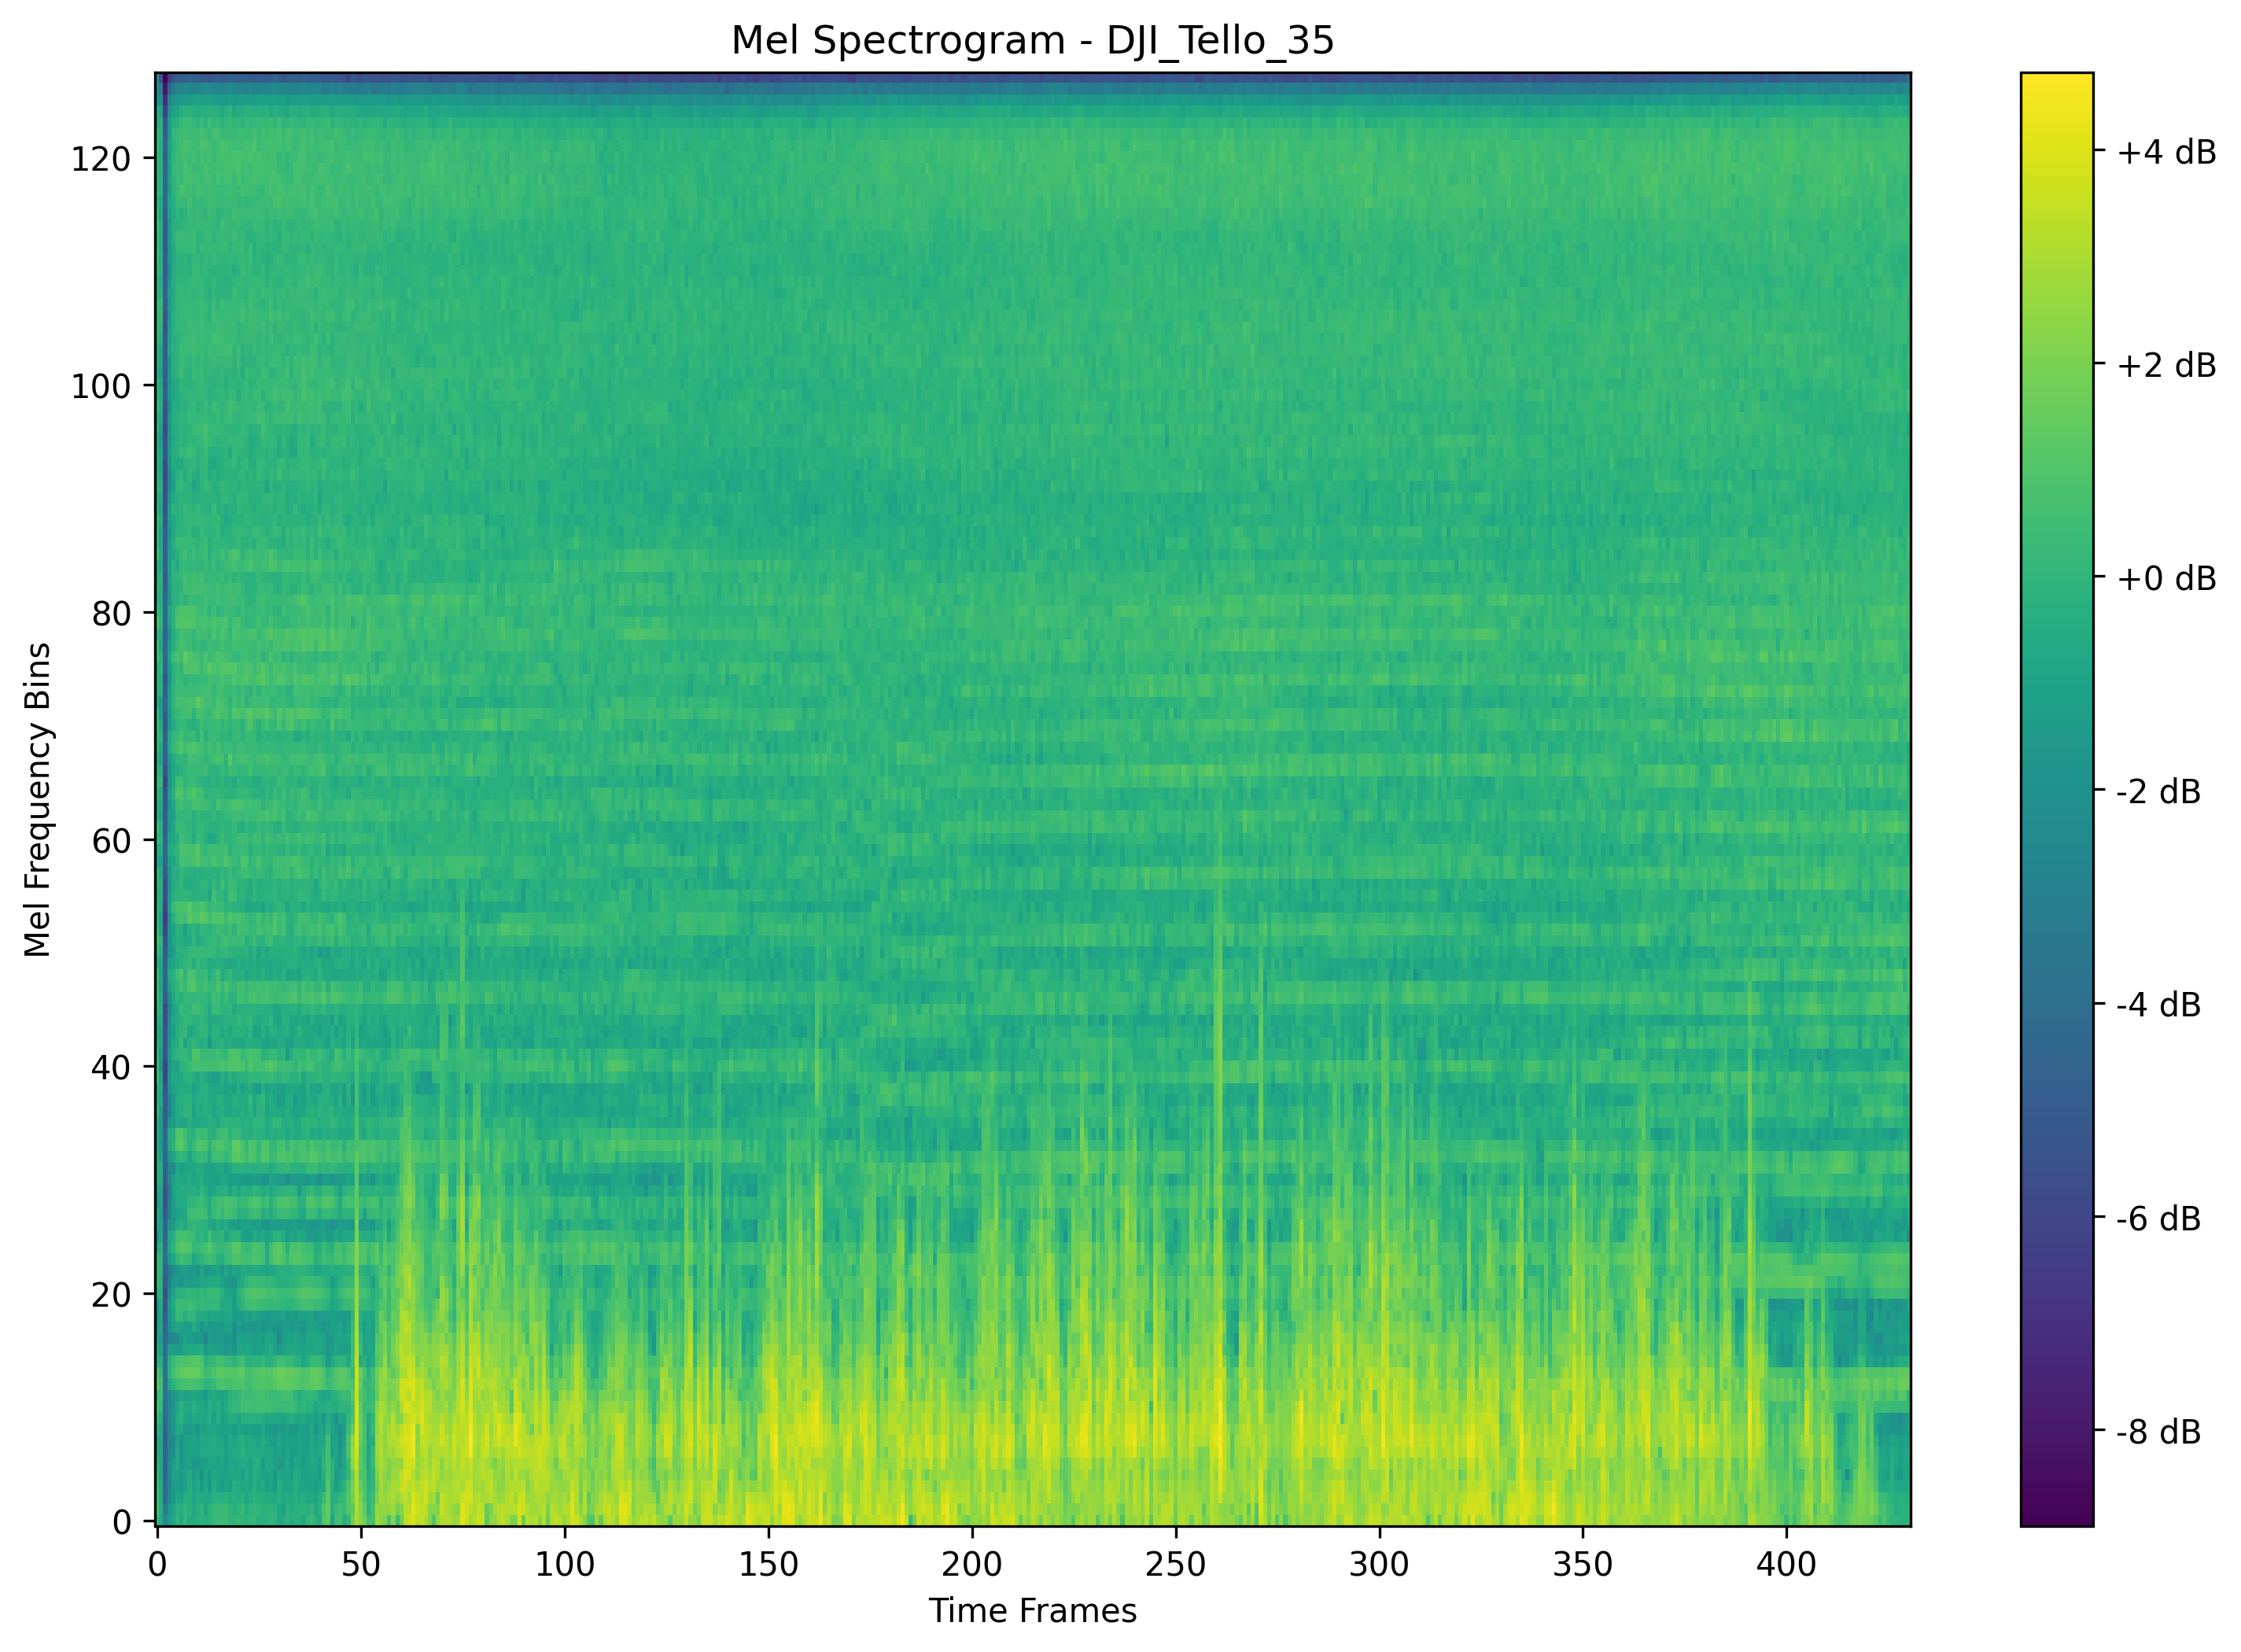 Mel Spectrogram - DJI_Tello_35
Mel Frequency Bins
120
100
80
60
40
20
0
0 50 100 150 200 250 300 350 400
Time Frames
+4 dB
+2 dB
+0 dB
-2 dB
-4 dB
-6 dB
-8 dB